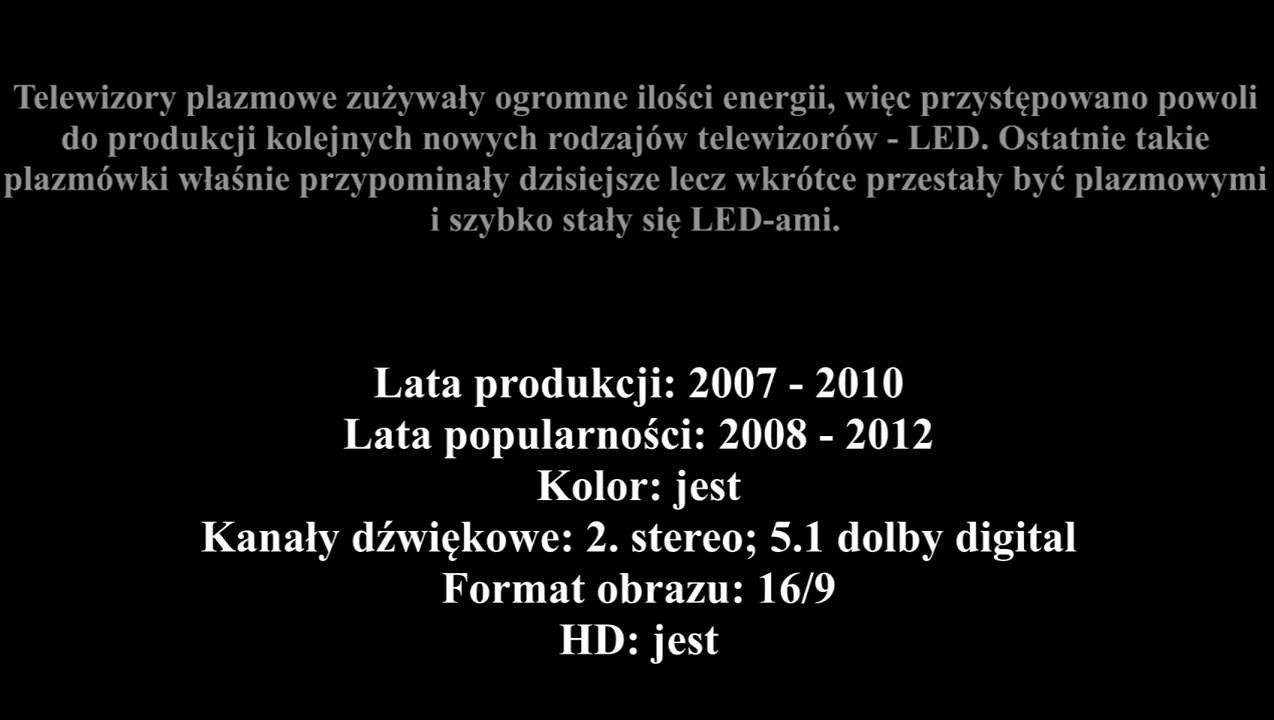 Telewizory plazmowe zużywały ogromne ilości energii, więc przystępowano powoli
do produkcji kolejnych nowych rodzajów telewizorów - LED. Ostatnie takie
plazmówki właśnie przypominały dzisiejsze lecz wkrótce przestały być plazmowymi
i szybko stały się LED-ami.
Lata produkcji: 2007 - 2010
Lata popularności: 2008 - 2012
Kolor: jest
Kanały dźwiękowe: 2. stereo; 5.1 dolby digital
Format obrazu: 16/9
HD: jest